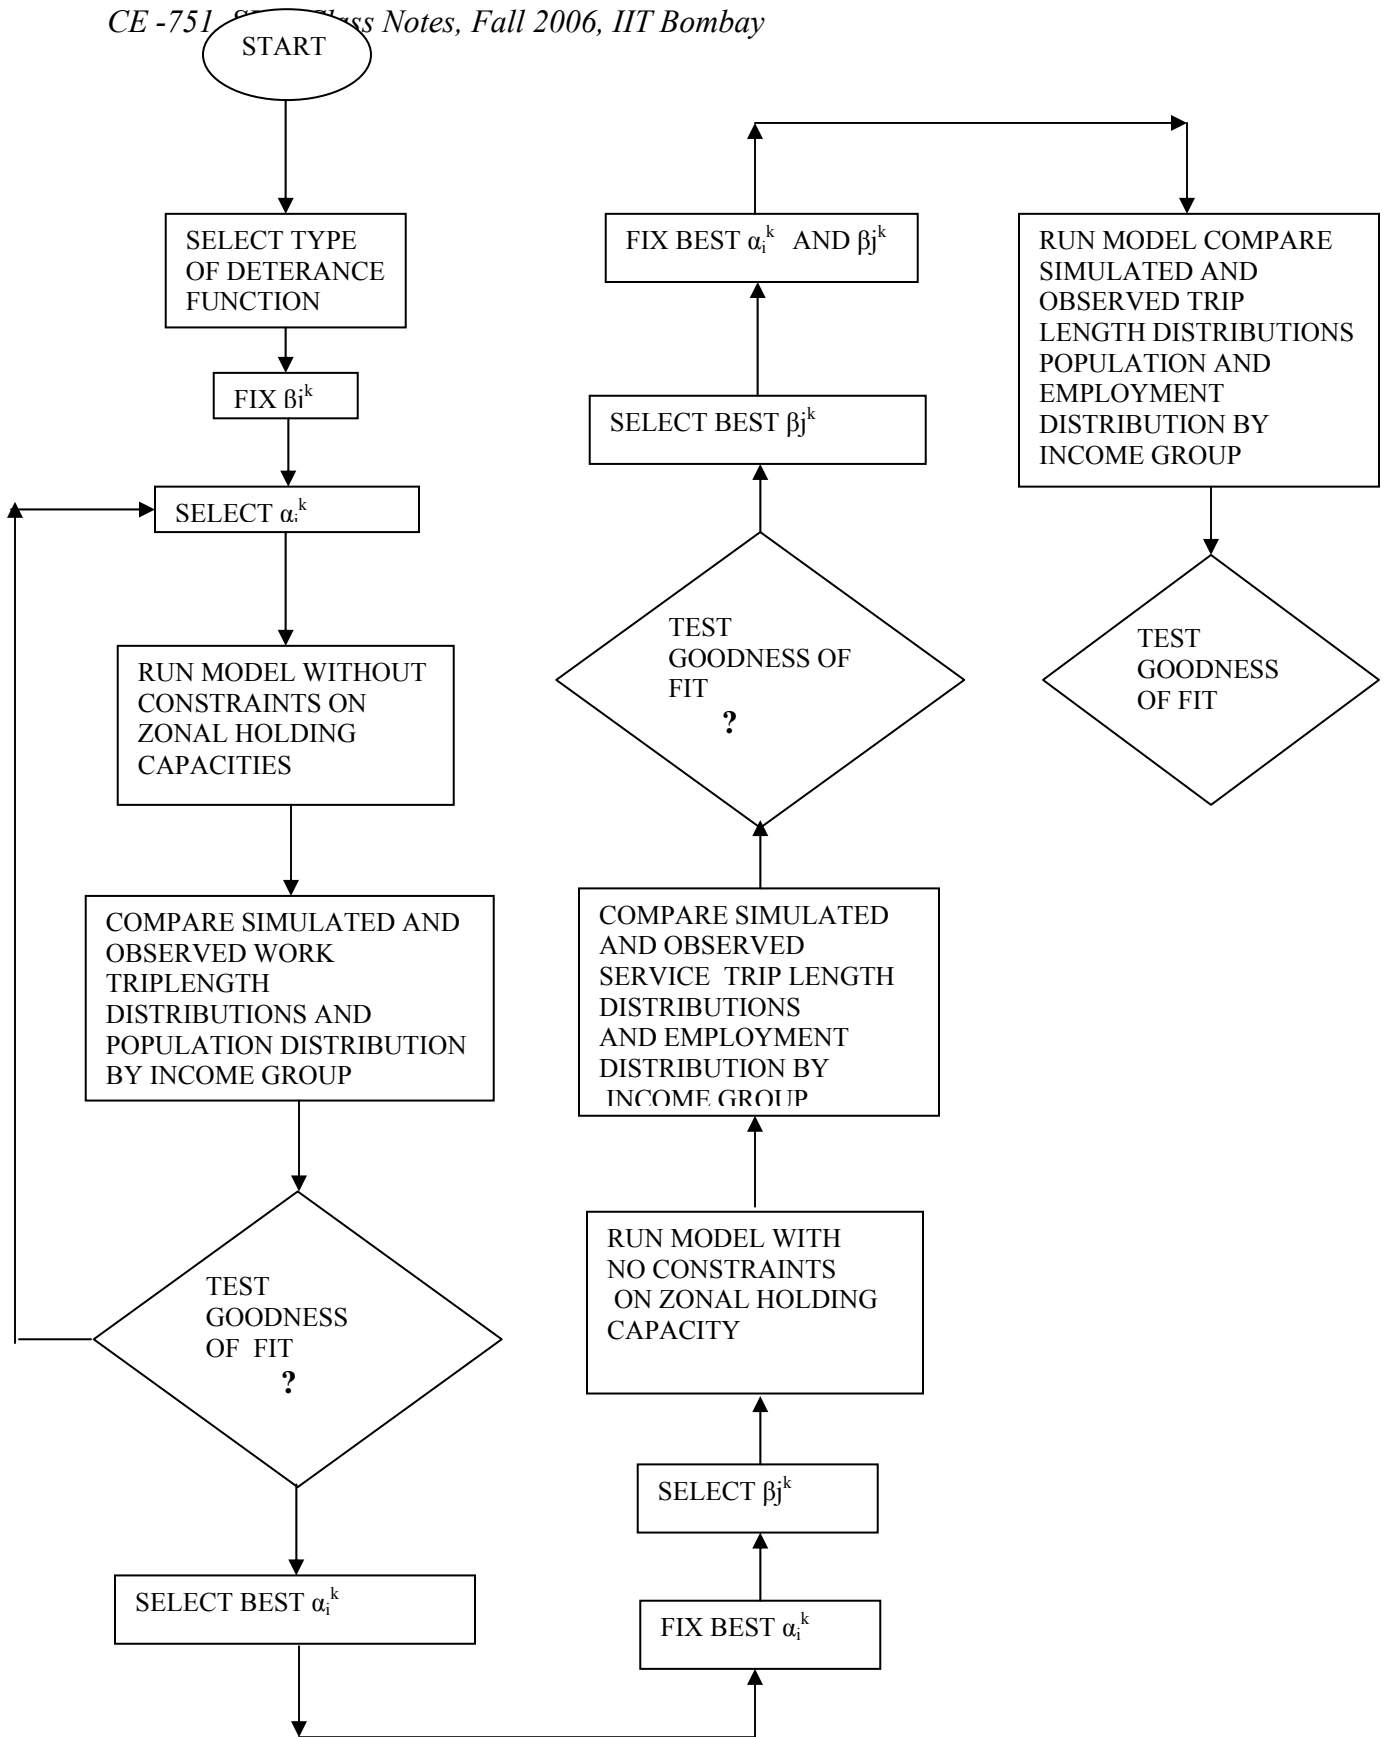 CE -751, Class Notes, Fall 2006, IIT Bombay
START
SELECT TYPE
OF DETERANCE
FUNCTION
FIX βj^k
SELECT α_i^k
RUN MODEL WITHOUT
CONSTRAINTS ON
ZONAL HOLDING
CAPACITIES
COMPARE SIMULATED AND
OBSERVED WORK
TRIPLENGTH
DISTRIBUTIONS AND
POPULATION DISTRIBUTION
BY INCOME GROUP
TEST
GOODNESS
OF FIT
?
SELECT BEST α_i^k
FIX BEST α_i^k
SELECT βj^k
RUN MODEL WITH
NO CONSTRAINTS
ON ZONAL HOLDING
CAPACITY
COMPARE SIMULATED
AND OBSERVED
SERVICE TRIP LENGTH
DISTRIBUTIONS
AND EMPLOYMENT
DISTRIBUTION BY
INCOME GROUP
TEST
GOODNESS OF
FIT
?
SELECT BEST βj^k
FIX BEST α_i^k AND βj^k
RUN MODEL COMPARE
SIMULATED AND
OBSERVED TRIP
LENGTH DISTRIBUTIONS
POPULATION AND
EMPLOYMENT
DISTRIBUTION BY
INCOME GROUP
TEST
GOODNESS
OF FIT